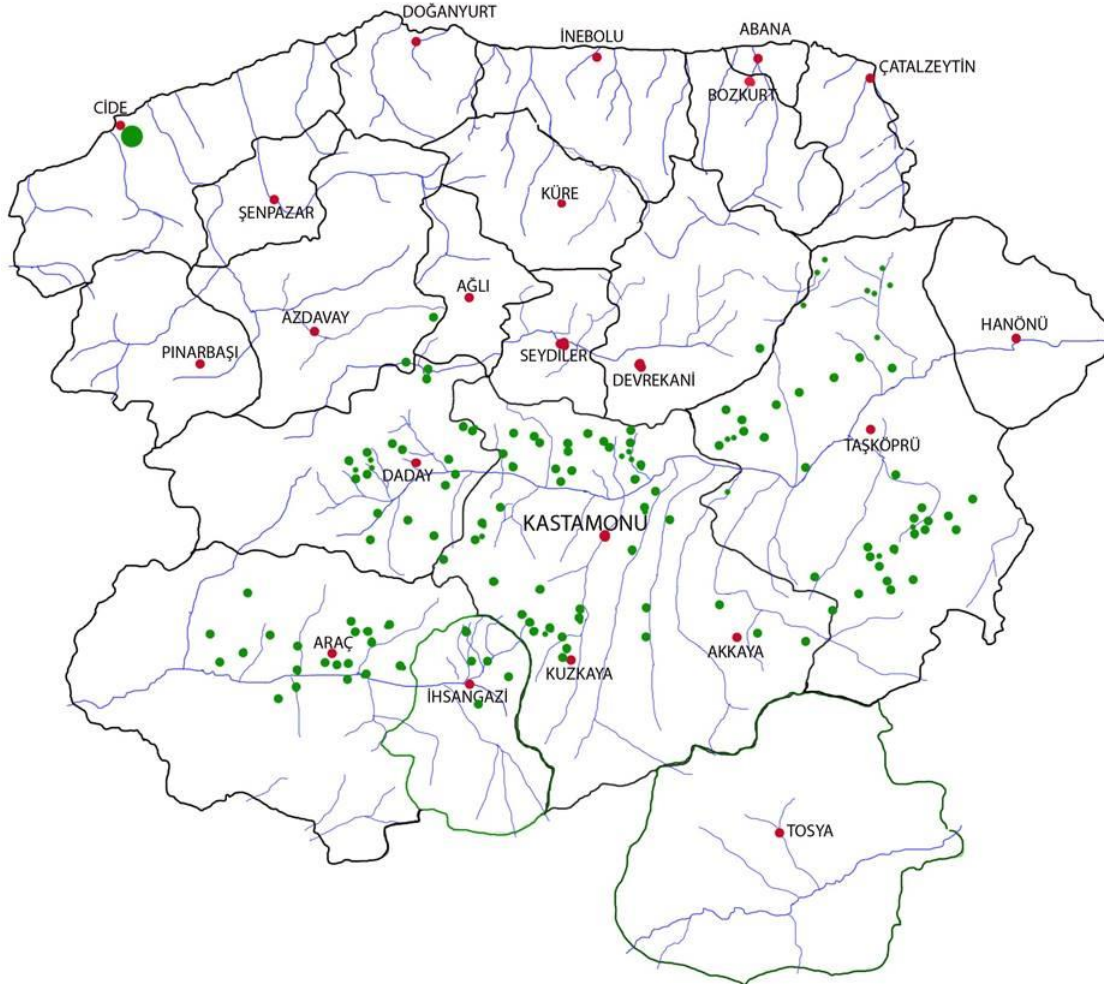 DOĞANYURT
İNEBOLU
ABANA
ÇATALZEYTİN
BOZKURT
CİDE
KÜRE
ŞENPAZAR
AĞLI
AZDAVAY
HANÖNÜ
PINARBAŞI
SEYDİLER
DEVREKANİ
TAŞKÖPRÜ
DADAY
KASTAMONU
ARAÇ
AKKAYA
KUZKAYA
İHSANGAZİ
TOSYA